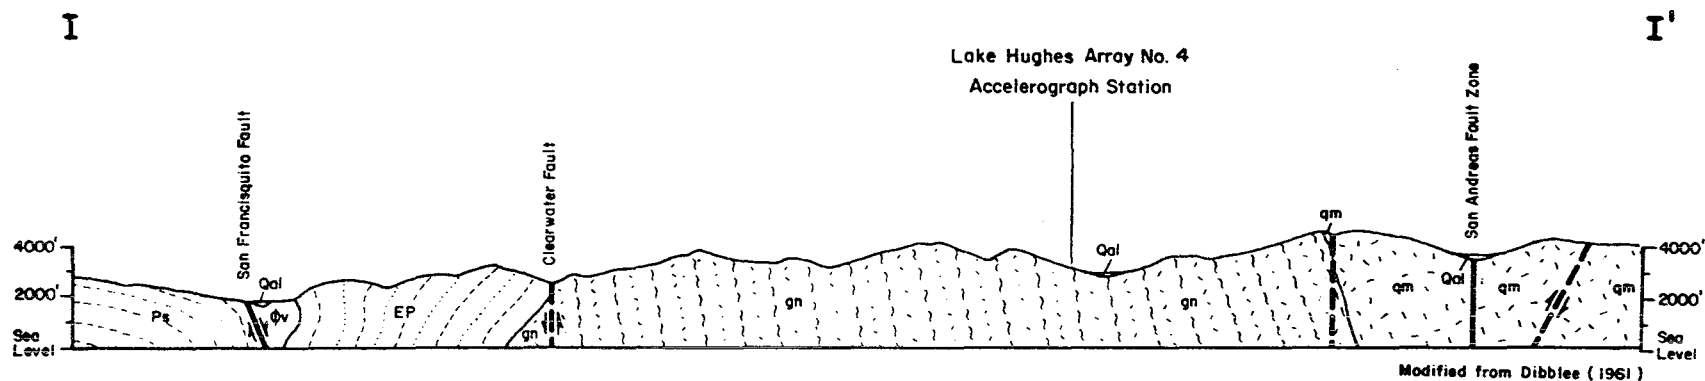 I
I'
Lake Hughes Array No. 4
Accelerograph Station
San Francisquito Fault
Clearwater Fault
San Andreas Fault Zone
4000'
2000'
Sea
Level
Qal
Ps
ϕv
EP
gn
gn
Qal
gn
qm
qm
Qal
qm
qm
4000'
2000'
Sea
Level
Modified from Dibblee (1961)